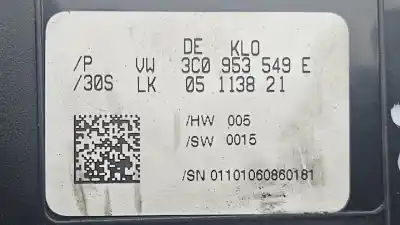 DE KLO
/P VW 3C0 953 549 E
/30S LK 05 1138 21
/HW 005
/SW 0015
/SN 01101060860181